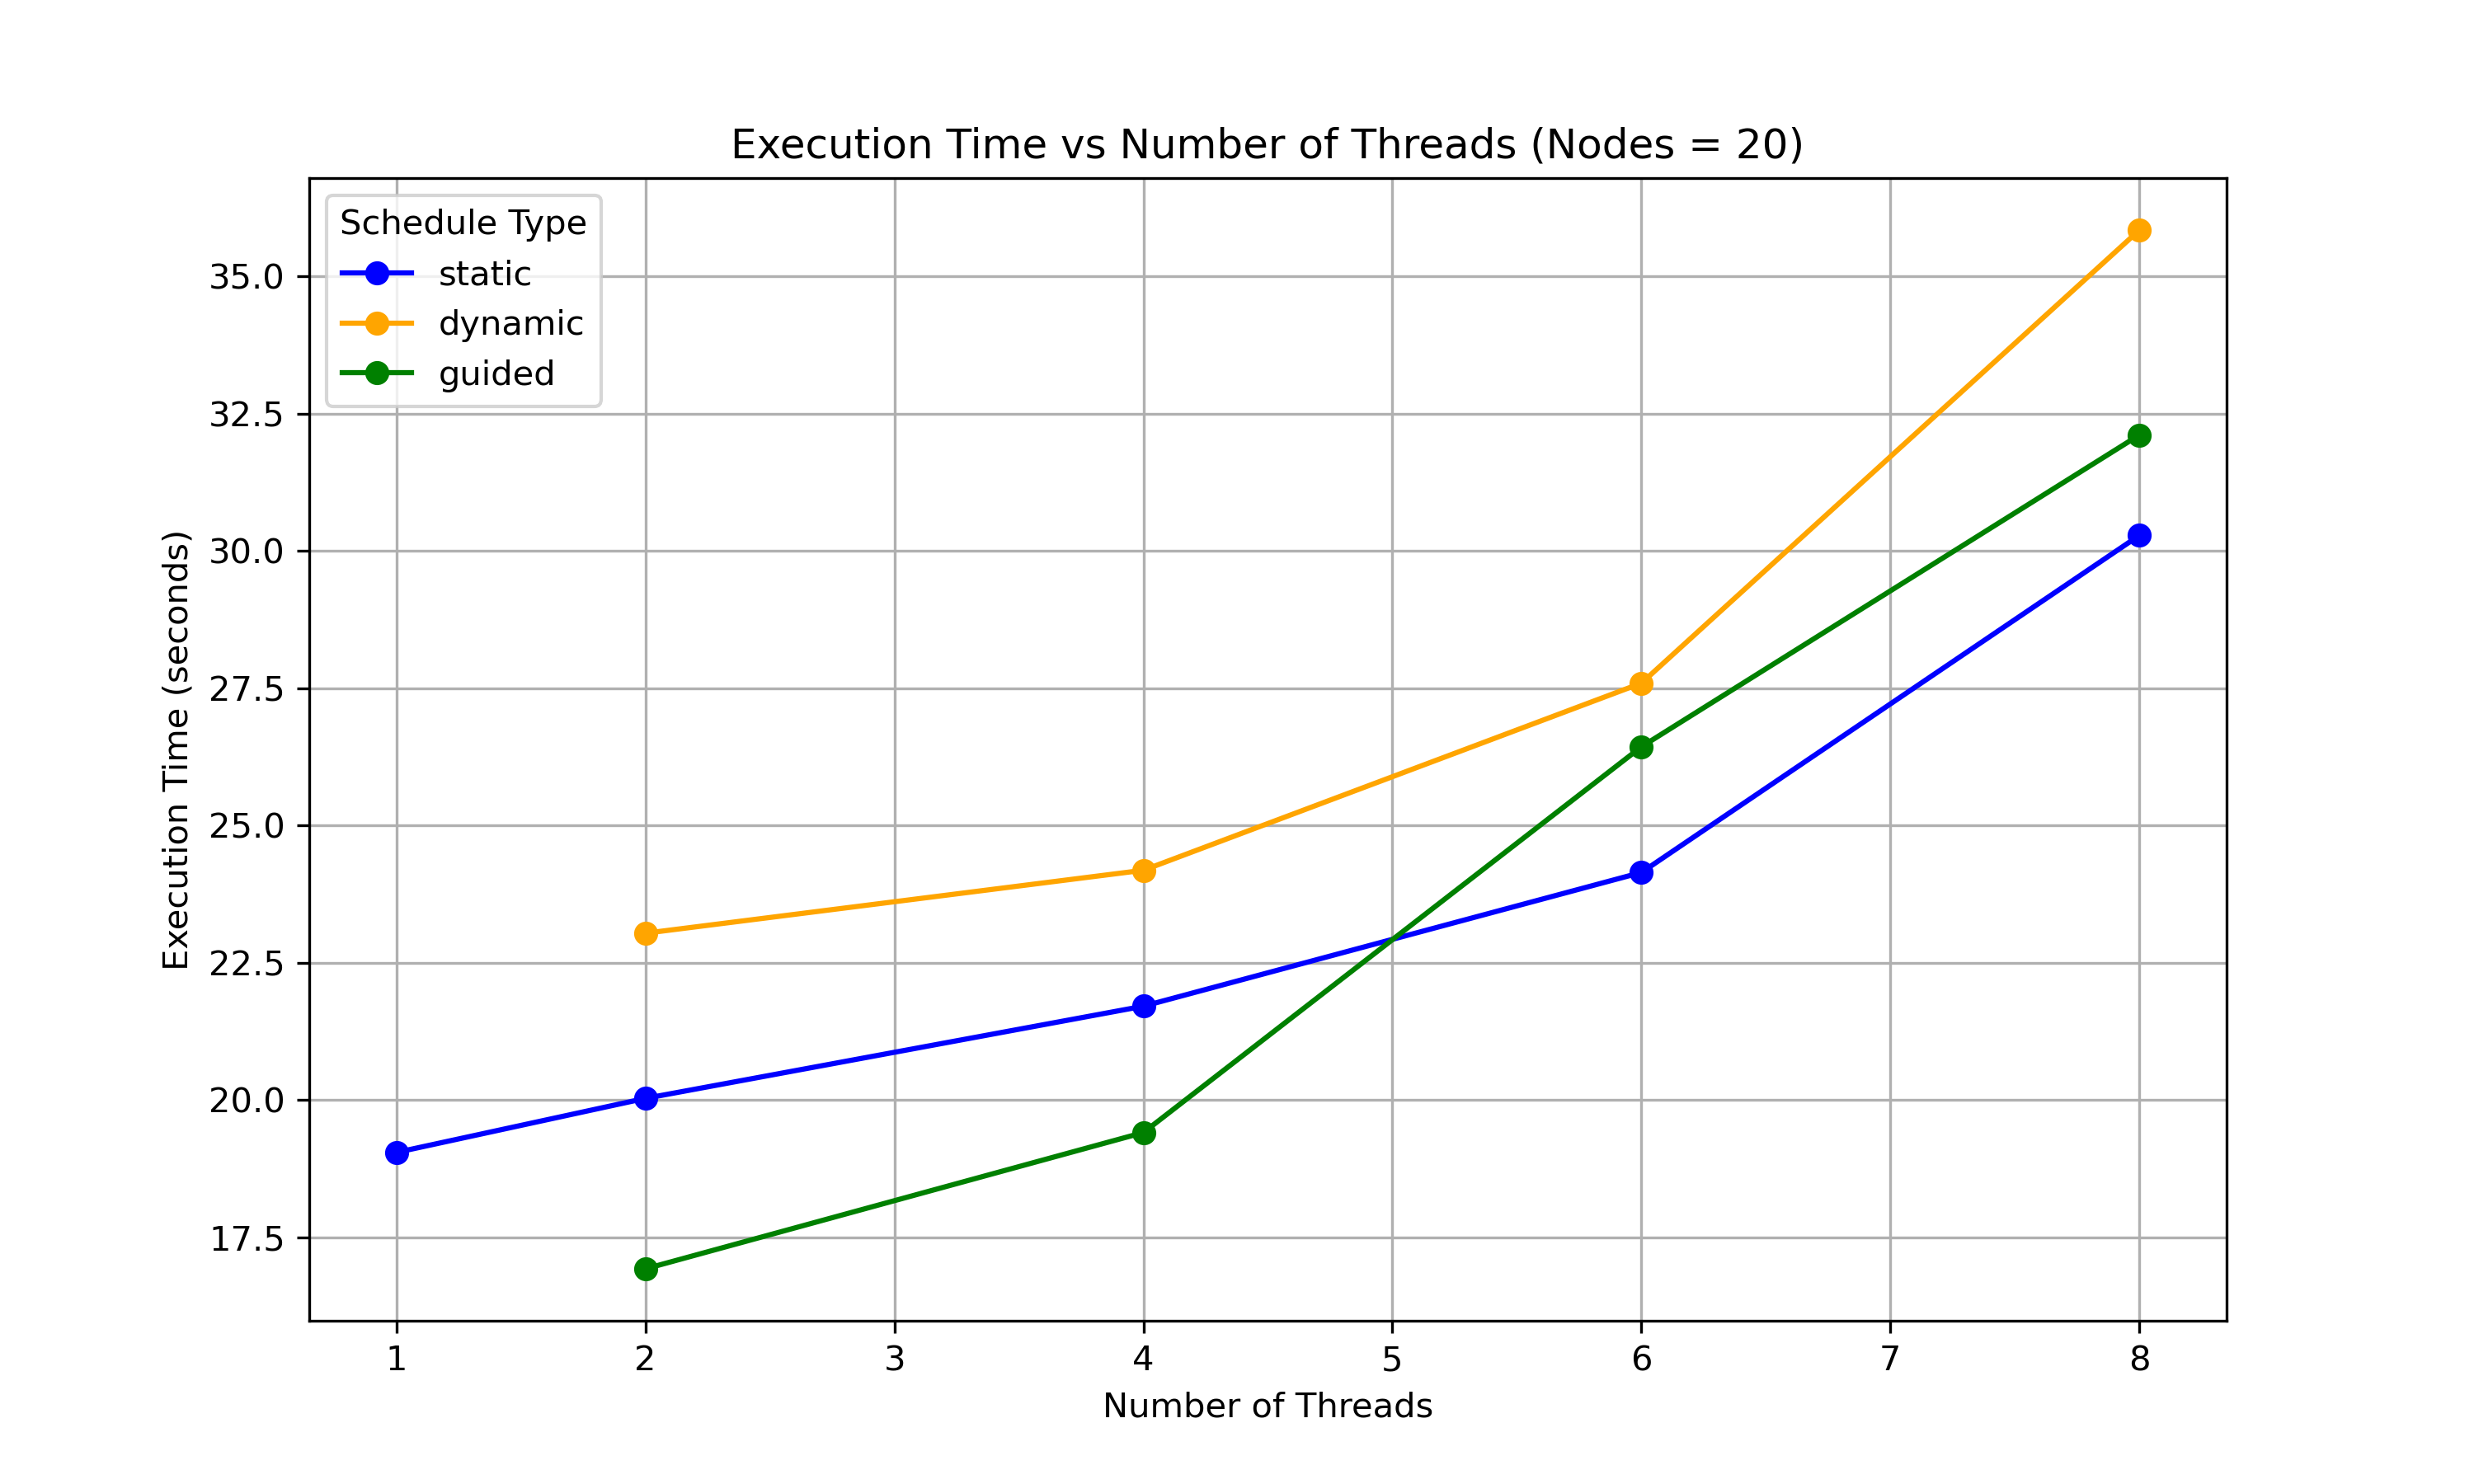 Execution Time vs Number of Threads (Nodes = 20)
Schedule Type
static
dynamic
guided
Execution Time (seconds)
35.0
32.5
30.0
27.5
25.0
22.5
20.0
17.5
1 2 3 4 5 6 7 8
Number of Threads